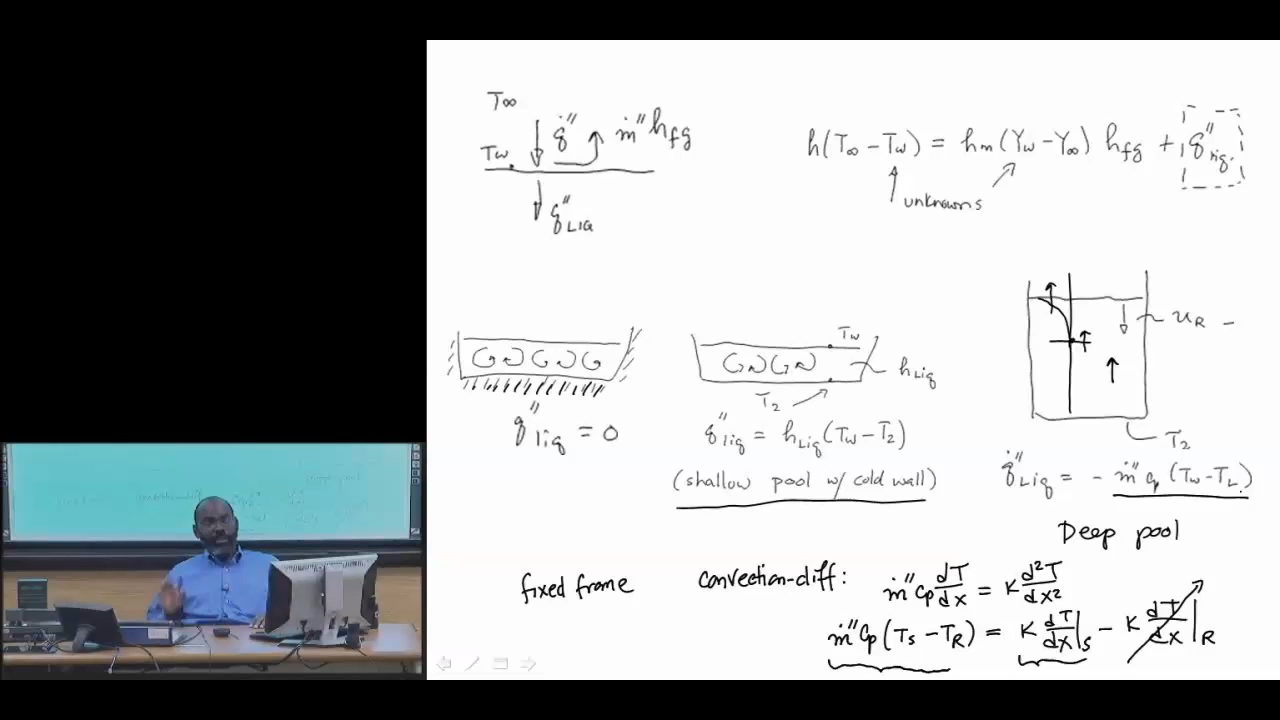 T∞
q̇″ ṁ″hfg
Tw
q̇″LIQ
h(T∞ − Tw) = hm(Yw − Y∞) hfg + q̇″liq.
unknowns
Tw
hLiq
T2
q̇″liq = 0
q̇″liq = hLiq(Tw − T2)
(shallow pool w/ cold wall)
uR −
T2
q̇″Liq = − ṁ″cp(Tw − TL).
Deep pool
fixed frame
convection-diff: ṁ″cp dT/dx = K d²T/dx²
ṁ″cp(Ts − TR) = K dT/dx|s − K dT/dx|R